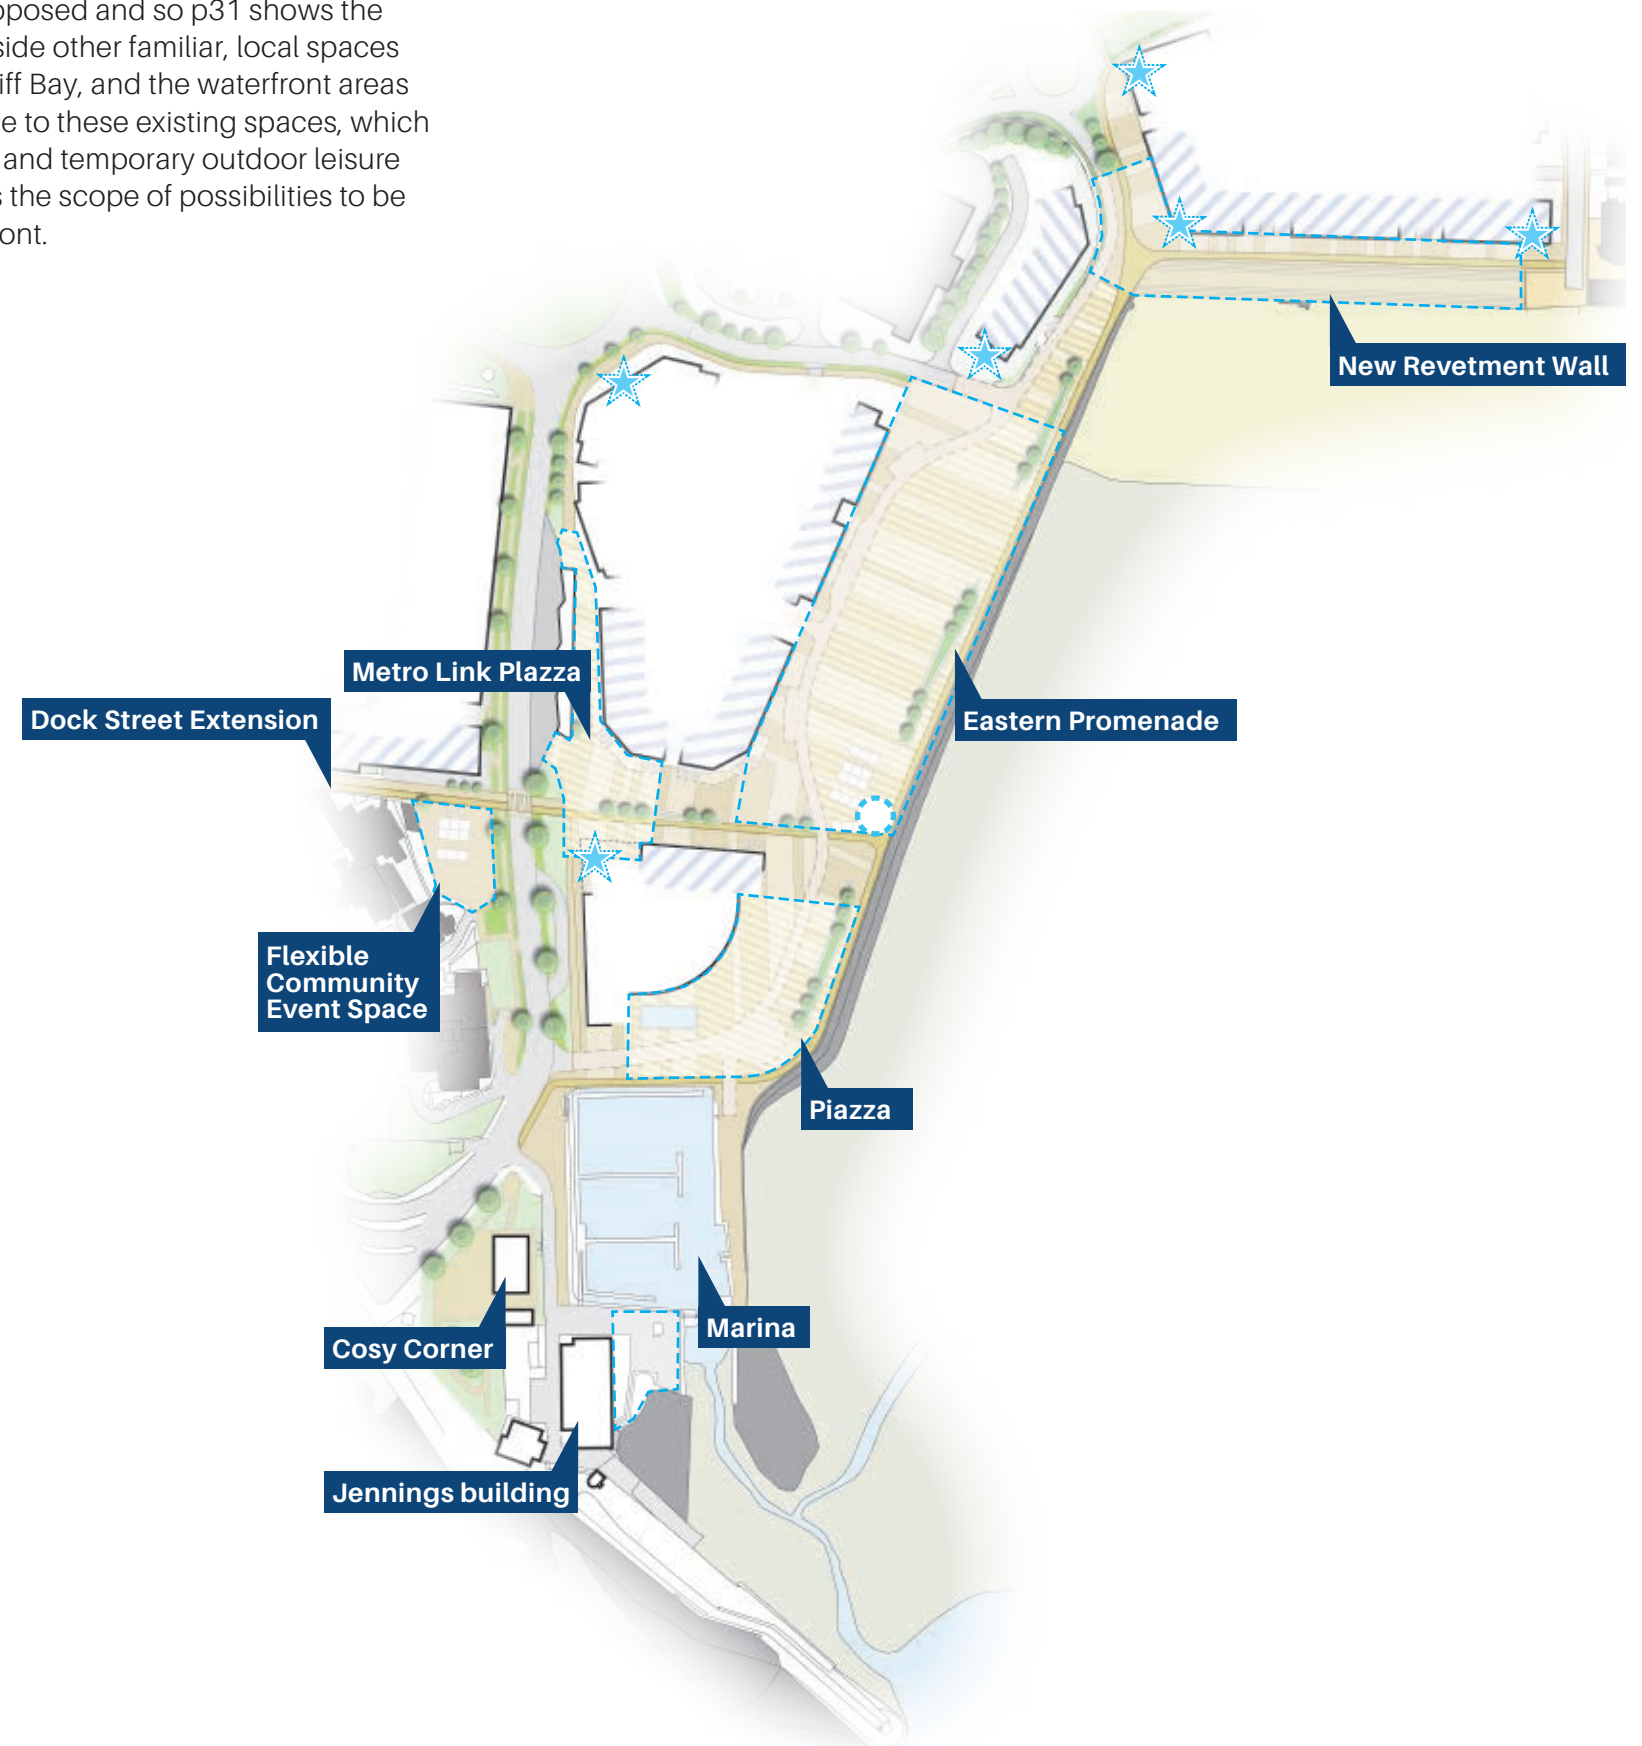 posed and so p31 shows the
side other familiar, local spaces
iff Bay, and the waterfront areas
e to these existing spaces, which
and temporary outdoor leisure
s the scope of possibilities to be
ont.
New Revetment Wall
Metro Link Plazza
Dock Street Extension
Eastern Promenade
Flexible
Community
Event Space
Piazza
Marina
Cosy Corner
Jennings building